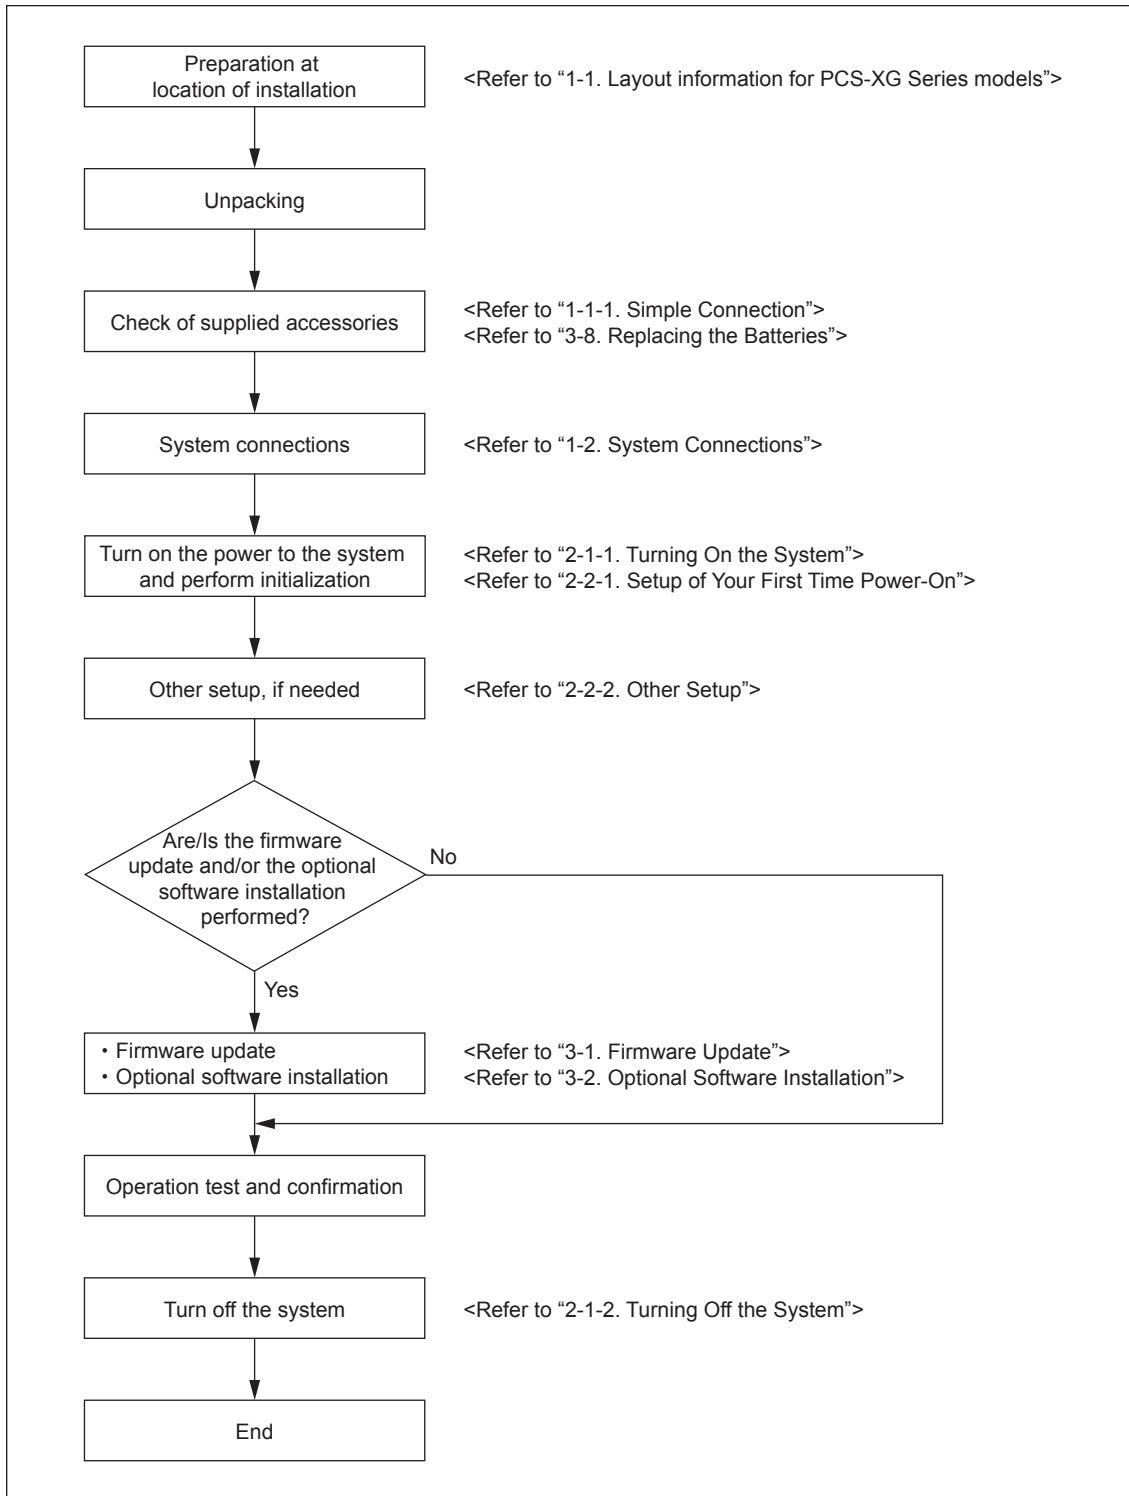 Preparation at
location of installation
<Refer to “1-1. Layout information for PCS-XG Series models”>
Unpacking
Check of supplied accessories
<Refer to “1-1-1. Simple Connection”>
<Refer to “3-8. Replacing the Batteries”>
System connections
<Refer to “1-2. System Connections”>
Turn on the power to the system
and perform initialization
<Refer to “2-1-1. Turning On the System”>
<Refer to “2-2-1. Setup of Your First Time Power-On”>
Other setup, if needed
<Refer to “2-2-2. Other Setup”>
Are/Is the firmware
update and/or the optional
software installation
performed?
No
Yes
・Firmware update
・Optional software installation
<Refer to “3-1. Firmware Update”>
<Refer to “3-2. Optional Software Installation”>
Operation test and confirmation
Turn off the system
<Refer to “2-1-2. Turning Off the System”>
End